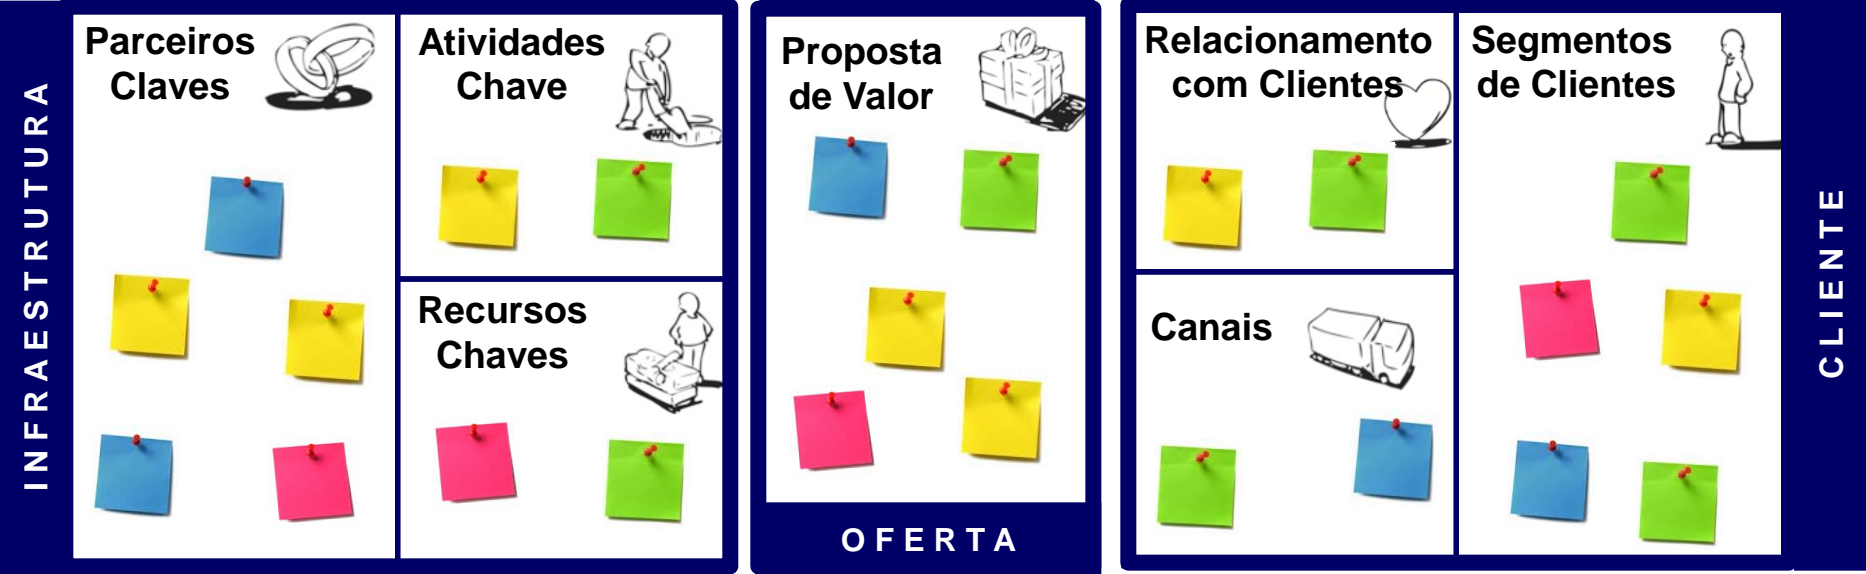 INFRAESTRUTURA
Parceiros
Claves
Atividades
Chave
Recursos
Chaves
Proposta
de Valor
OFERTA
Relacionamento
com Clientes
Canais
Segmentos
de Clientes
CLIENTE